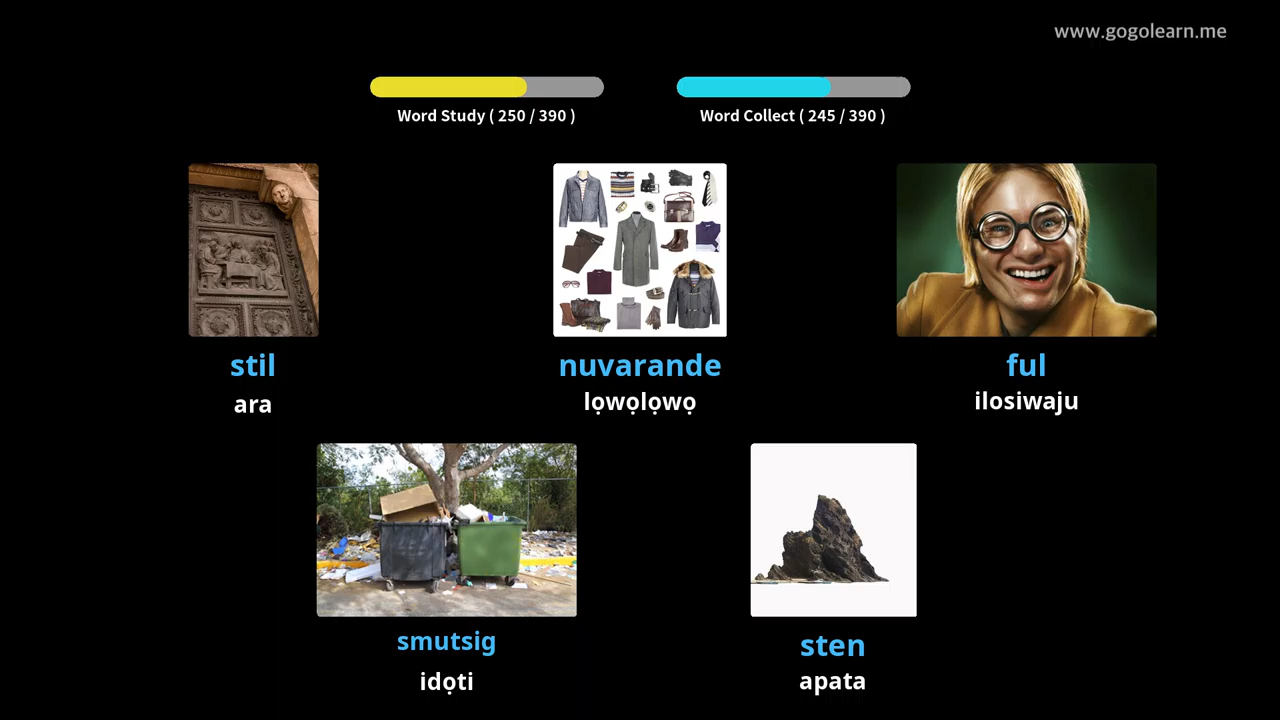 www.gogolearn.me
Word Study ( 250 / 390 )
Word Collect ( 245 / 390 )
stil
ara
nuvarande
lọwọlọwọ
ful
ilosiwaju
smutsig
idọti
sten
apata